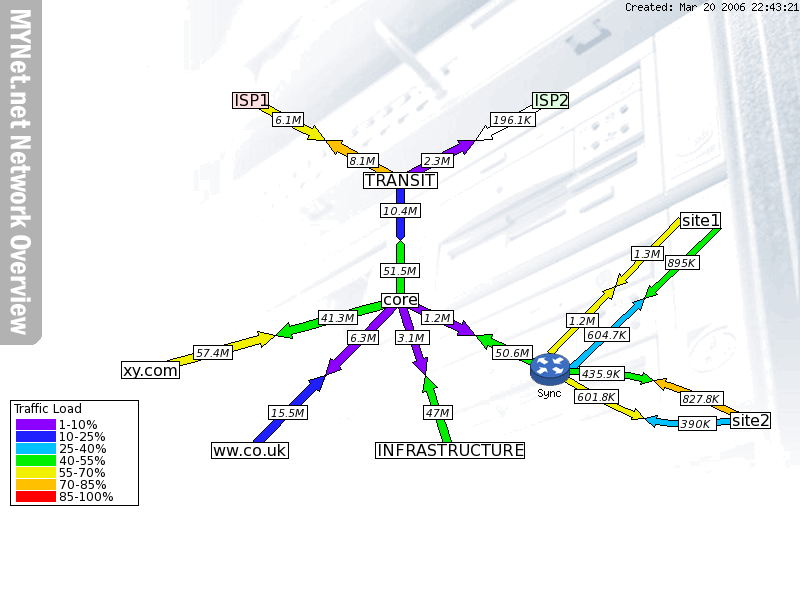 Created: Mar 20 2006 22:43:21
MYNet.net Network Overview
ISP1
ISP2
6.1M
196.1K
8.1M
2.3M
TRANSIT
10.4M
site1
1.3M
895K
51.5M
core
41.3M
1.2M
1.2M
6.3M
3.1M
604.7K
57.4M
50.6M
xy.com
435.9K
Sync
601.8K
827.8K
15.5M
47M
390K
site2
ww.co.uk
INFRASTRUCTURE
Traffic Load
1-10%
10-25%
25-40%
40-55%
55-70%
70-85%
85-100%